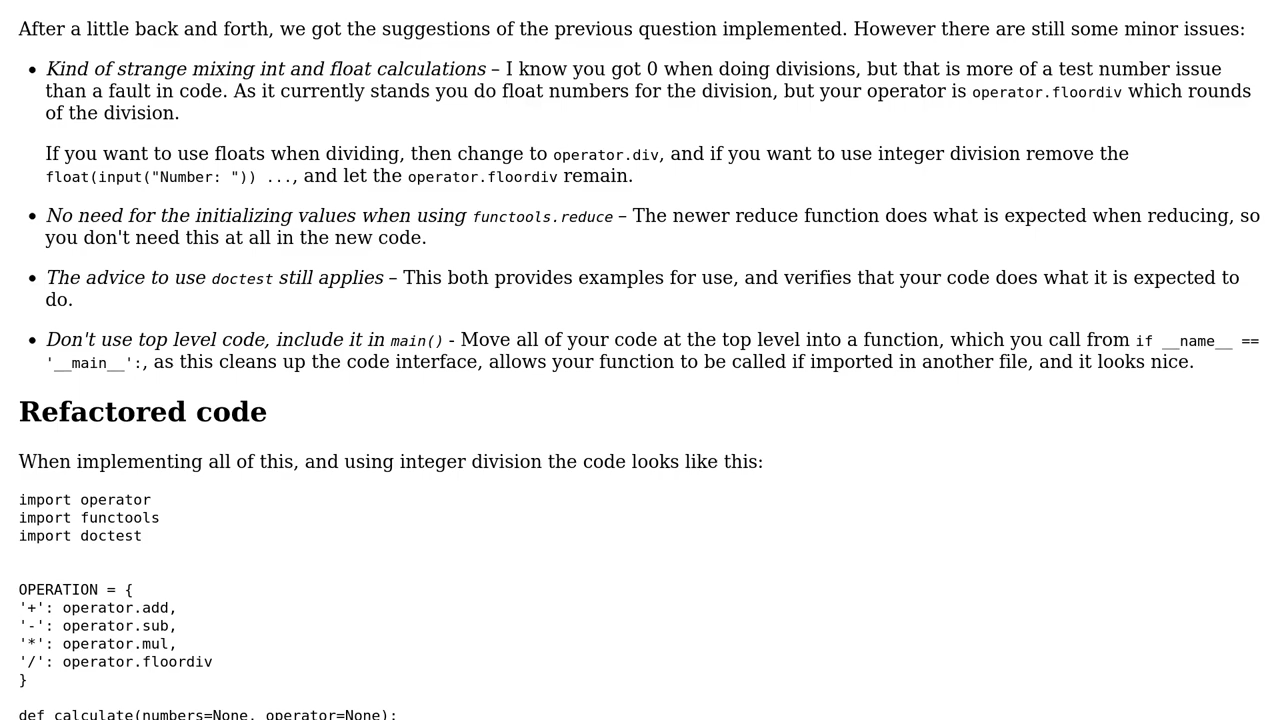 After a little back and forth, we got the suggestions of the previous question implemented. However there are still some minor issues:
• Kind of strange mixing int and float calculations – I know you got 0 when doing divisions, but that is more of a test number issue
than a fault in code. As it currently stands you do float numbers for the division, but your operator is operator.floordiv which rounds
of the division.
If you want to use floats when dividing, then change to operator.div, and if you want to use integer division remove the
float(input("Number: ")) ..., and let the operator.floordiv remain.
• No need for the initializing values when using functools.reduce – The newer reduce function does what is expected when reducing, so
you don't need this at all in the new code.
• The advice to use doctest still applies – This both provides examples for use, and verifies that your code does what it is expected to
do.
• Don't use top level code, include it in main() - Move all of your code at the top level into a function, which you call from if __name__ ==
'__main__':, as this cleans up the code interface, allows your function to be called if imported in another file, and it looks nice.
Refactored code
When implementing all of this, and using integer division the code looks like this:
import operator
import functools
import doctest
OPERATION = {
'+': operator.add,
'-': operator.sub,
'*': operator.mul,
'/': operator.floordiv
}
def calculate(numbers=None, operator=None):